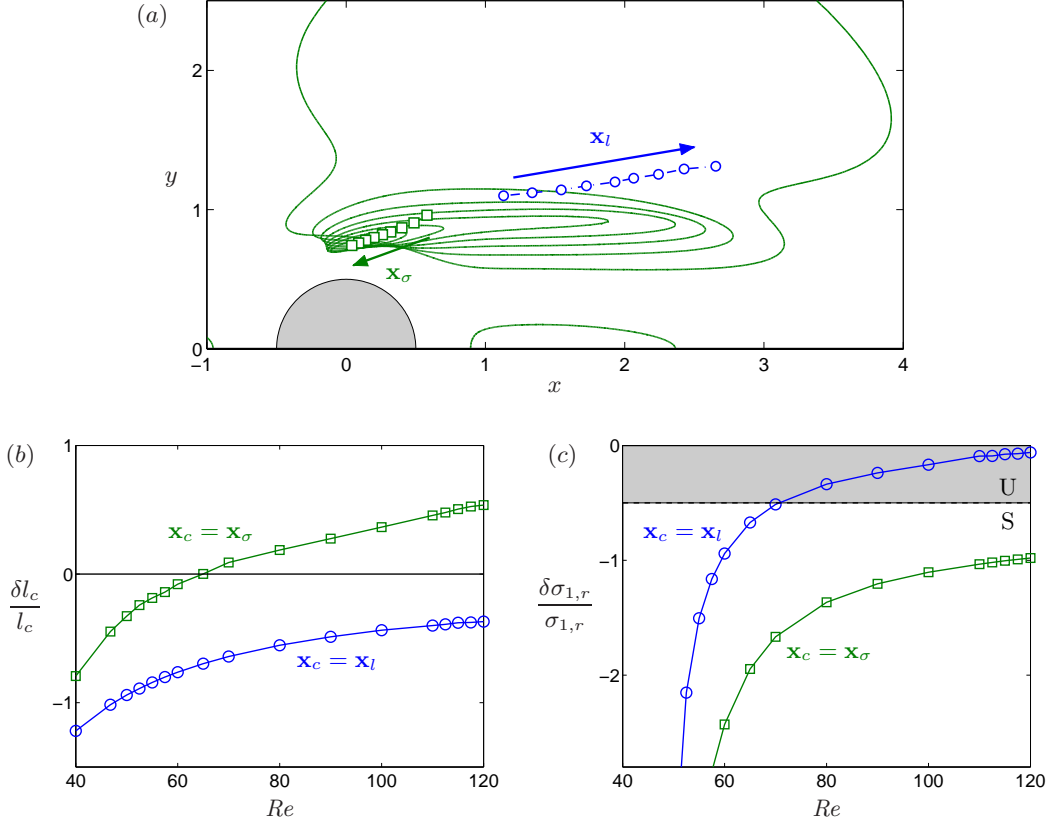 (a)
2
1
0
y
x_l
x_σ
−1 0 1 2 3 4
x
(b)
1
0
−1
δl_c / l_c
x_c = x_σ
x_c = x_l
40 60 80 100 120
Re
(c)
0
−1
−2
δσ_{1,r} / σ_{1,r}
U
S
x_c = x_l
x_c = x_σ
40 60 80 100 120
Re